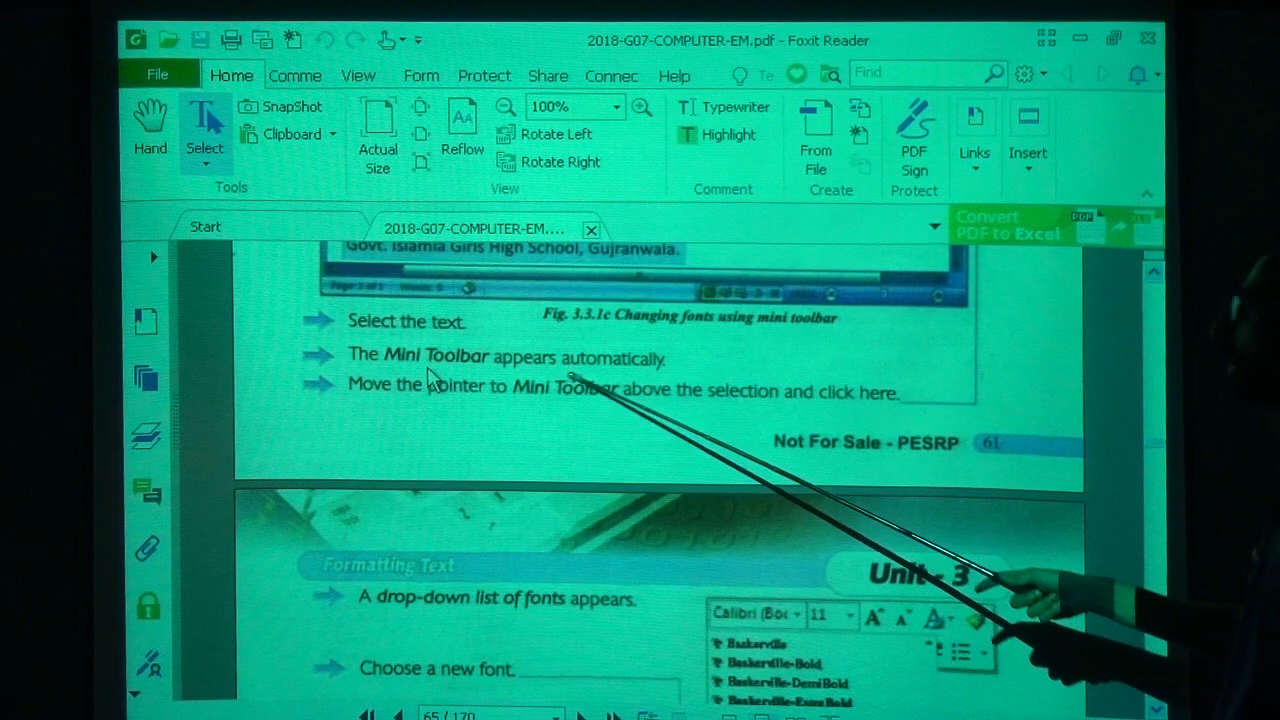 2018-G07-COMPUTER-EM.pdf - Foxit Reader
File Home Comme View Form Protect Share Connec Help Te Find
Hand
Select
SnapShot
Clipboard
Tools
Actual Size
Reflow
100%
Rotate Left
Rotate Right
View
Typewriter
Highlight
Comment
From File
Create
PDF Sign
Protect
Links
Insert
Start
2018-G07-COMPUTER-EM....
Convert
PDF to Excel
Govt. Islamia Girls High School, Gujranwala.
Fig. 3.3.1c Changing fonts using mini toolbar
Select the text.
The Mini Toolbar appears automatically.
Move the pointer to Mini Toolbar above the selection and click here.
Not For Sale - PESRP 61
Formatting Text
Unit - 3
A drop-down list of fonts appears.
Calibri (Boc 11
Baskerville
Baskerville-Bold
Baskerville-DemiBold
Choose a new font.
65 / 170